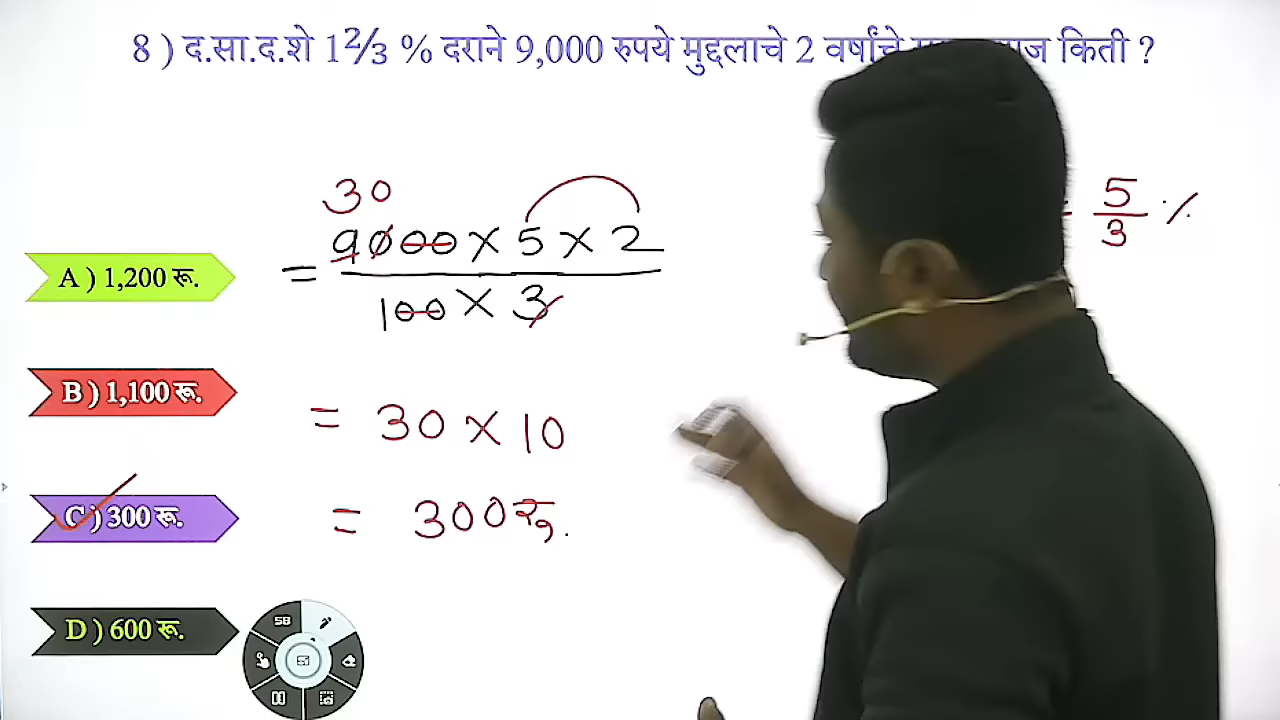 8 ) द.सा.द.शे 1⅔ % दराने 9,000 रुपये मुद्दलाचे 2 वर्षांचे किती ?
30
= 9000 × 5 × 2
100 × 3
5
3 %
A ) 1,200 रू.
B ) 1,100 रू.
= 30 × 10
C ) 300 रू.
= 300 रु.
D ) 600 रू.